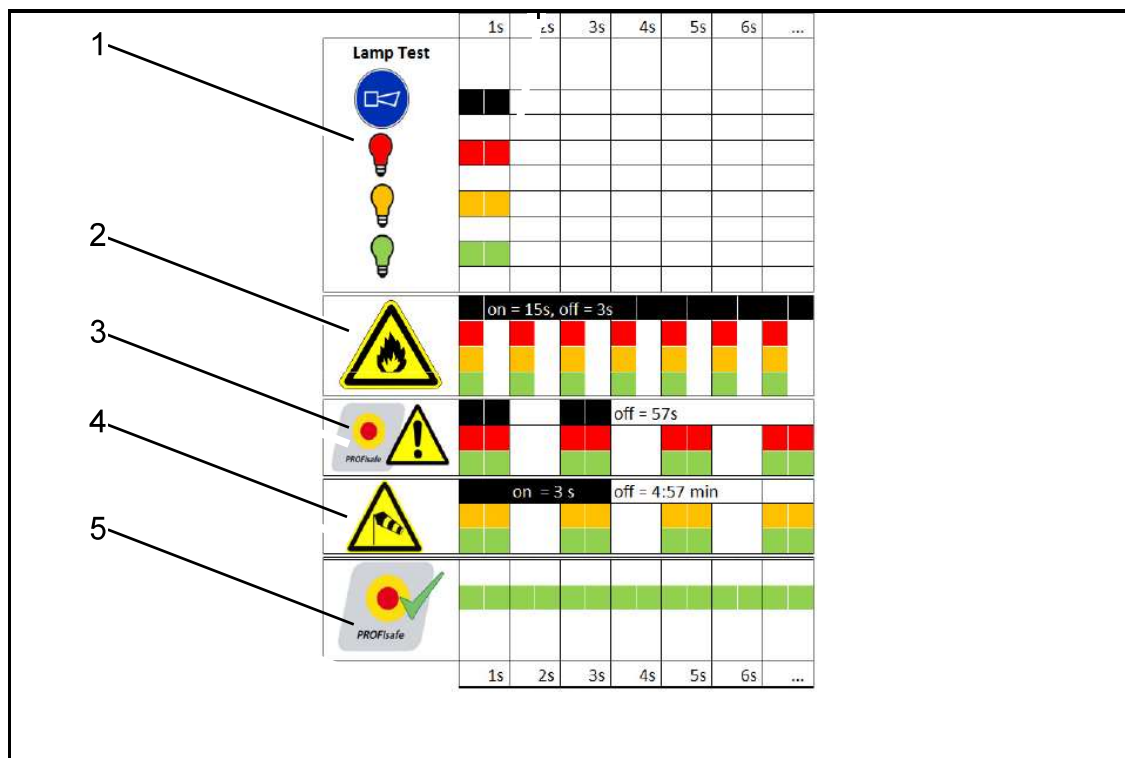 1s 2s 3s 4s 5s 6s ...
1
Lamp Test
2
on = 15s, off = 3s
3
off = 57s
PROFIsafe
4
on = 3 s off = 4:57 min
5
PROFIsafe
1s 2s 3s 4s 5s 6s ...